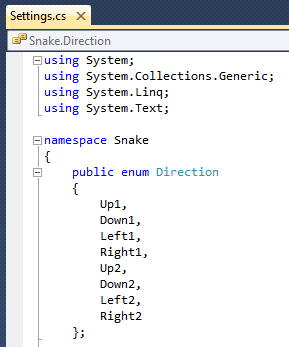 Settings.cs
Snake.Direction
using System;
using System.Collections.Generic;
using System.Linq;
using System.Text;
namespace Snake
{
public enum Direction
{
Up1,
Down1,
Left1,
Right1,
Up2,
Down2,
Left2,
Right2
};